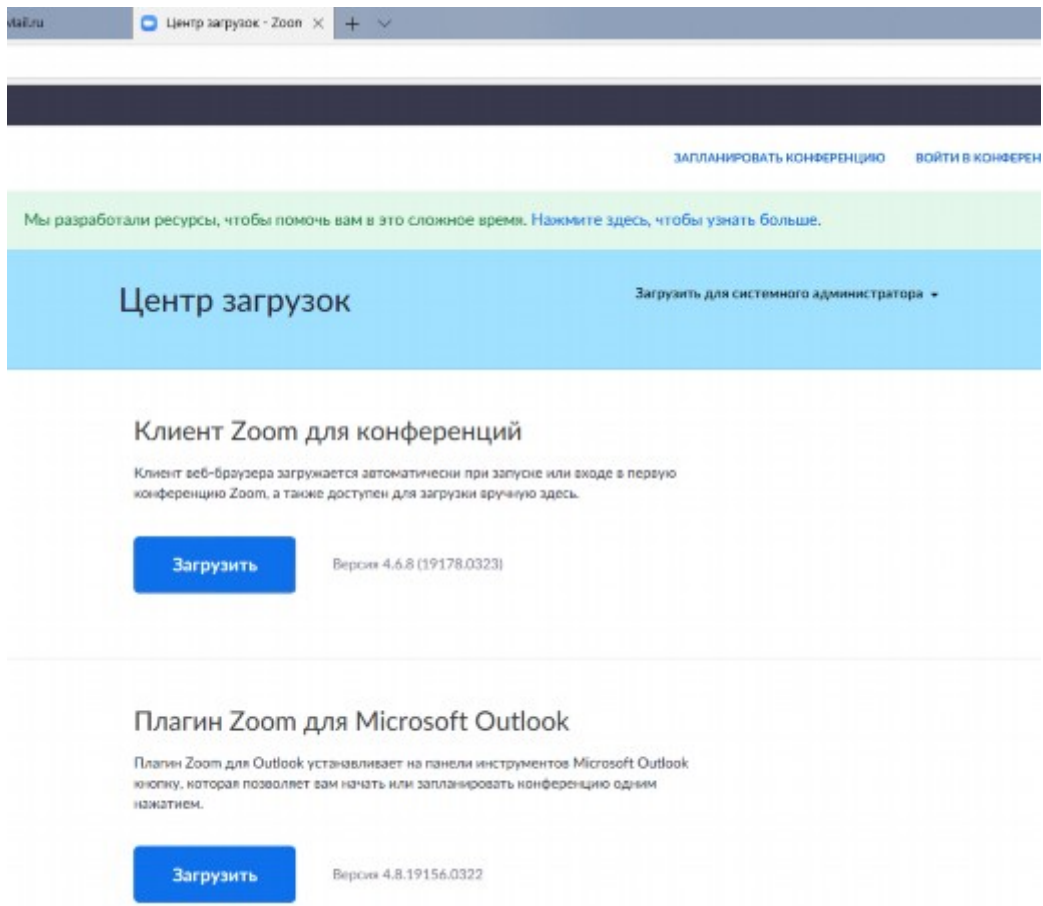 Центр загрузок - Zoon
ЗАПЛАНИРОВАТЬ КОНФЕРЕНЦИЮ ВОЙТИ В КОНФЕРЕН
Мы разработали ресурсы, чтобы помочь вам в это сложное время. Нажмите здесь, чтобы узнать больше.
Центр загрузок
Загрузить для системного администратора
Клиент Zoom для конференций
Клиент веб-браузера загружается автоматически при запуске или входе в первую
конференцию Zoom, а также доступен для загрузки вручную здесь.
Загрузить Версия 4.6.8 (19178.0323)
Плагин Zoom для Microsoft Outlook
Плагин Zoom для Outlook устанавливает на панели инструментов Microsoft Outlook
кнопку, которая позволяет вам начать или запланировать конференцию одним
нажатием.
Загрузить Версия 4.8.19156.0322